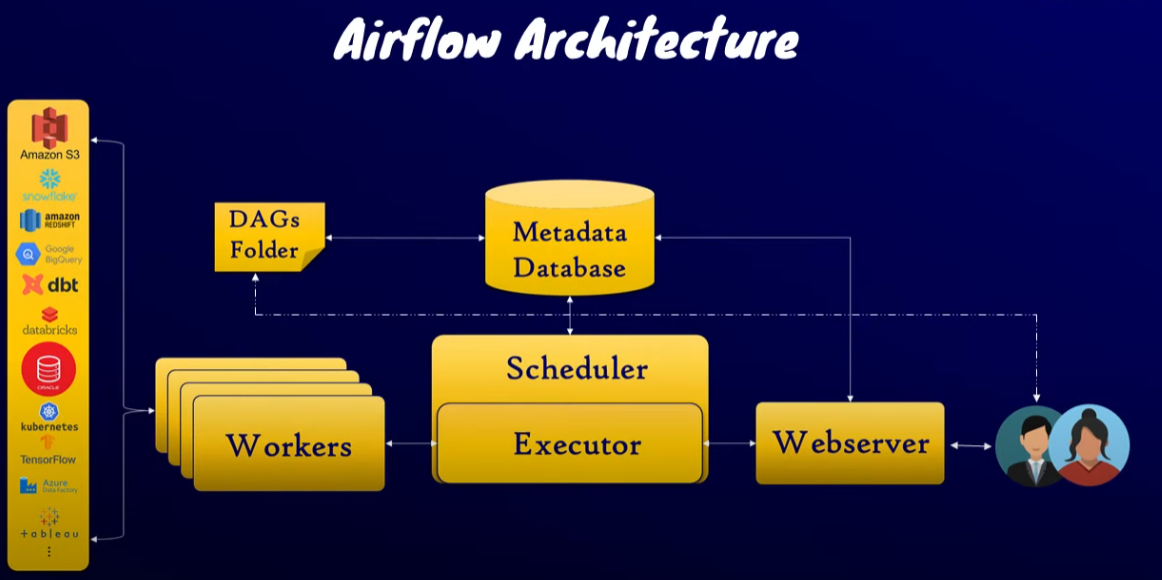 Airflow Architecture
Amazon S3
snowflake
amazon
REDSHIFT
Google
BigQuery
dbt
databricks
ORACLE
kubernetes
TensorFlow
Azure
Data Factory
+ableau
DAGs
Folder
Metadata
Database
Scheduler
Executor
Workers
Webserver